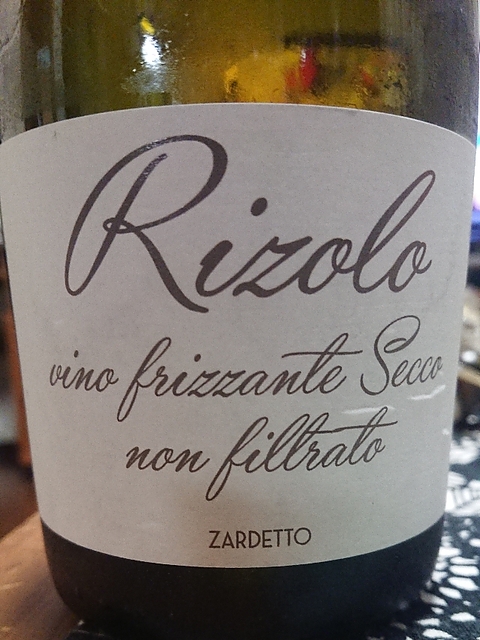 Rizolo
vino frizzante Secco
non filtrato
ZARDETTO